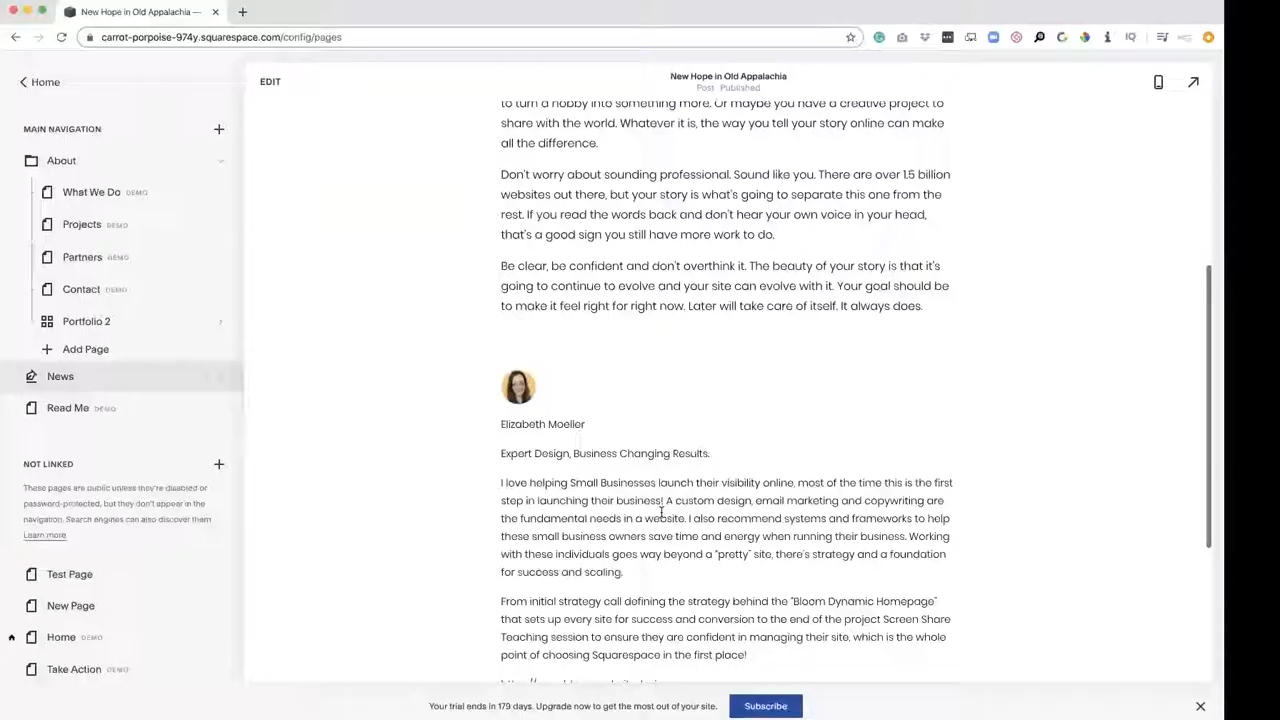 New Hope in Old Appalachia —
carrot-porpoise-974y.squarespace.com/config/pages
IQ
Home
EDIT
New Hope in Old Appalachia
Post Published
MAIN NAVIGATION
About
What We Do DEMO
Projects DEMO
Partners DEMO
Contact DEMO
Portfolio 2
Add Page
News
Read Me DEMO
NOT LINKED
These pages are public unless they're disabled or
password-protected, but they don't appear in the
navigation. Search engines can also discover them.
Learn more
Test Page
New Page
Home DEMO
Take Action DEMO
to turn a hobby into something more. Or maybe you have a creative project to
share with the world. Whatever it is, the way you tell your story online can make
all the difference.
Don't worry about sounding professional. Sound like you. There are over 1.5 billion
websites out there, but your story is what's going to separate this one from the
rest. If you read the words back and don't hear your own voice in your head,
that's a good sign you still have more work to do.
Be clear, be confident and don't overthink it. The beauty of your story is that it's
going to continue to evolve and your site can evolve with it. Your goal should be
to make it feel right for right now. Later will take care of itself. It always does.
Elizabeth Moeller
Expert Design, Business Changing Results.
I love helping Small Businesses launch their visibility online, most of the time this is the first
step in launching their business! A custom design, email marketing and copywriting are
the fundamental needs in a website. I also recommend systems and frameworks to help
these small business owners save time and energy when running their business. Working
with these individuals goes way beyond a "pretty" site, there's strategy and a foundation
for success and scaling.
From initial strategy call defining the strategy behind the "Bloom Dynamic Homepage"
that sets up every site for success and conversion to the end of the project Screen Share
Teaching session to ensure they are confident in managing their site, which is the whole
point of choosing Squarespace in the first place!
Your trial ends in 179 days. Upgrade now to get the most out of your site.
Subscribe